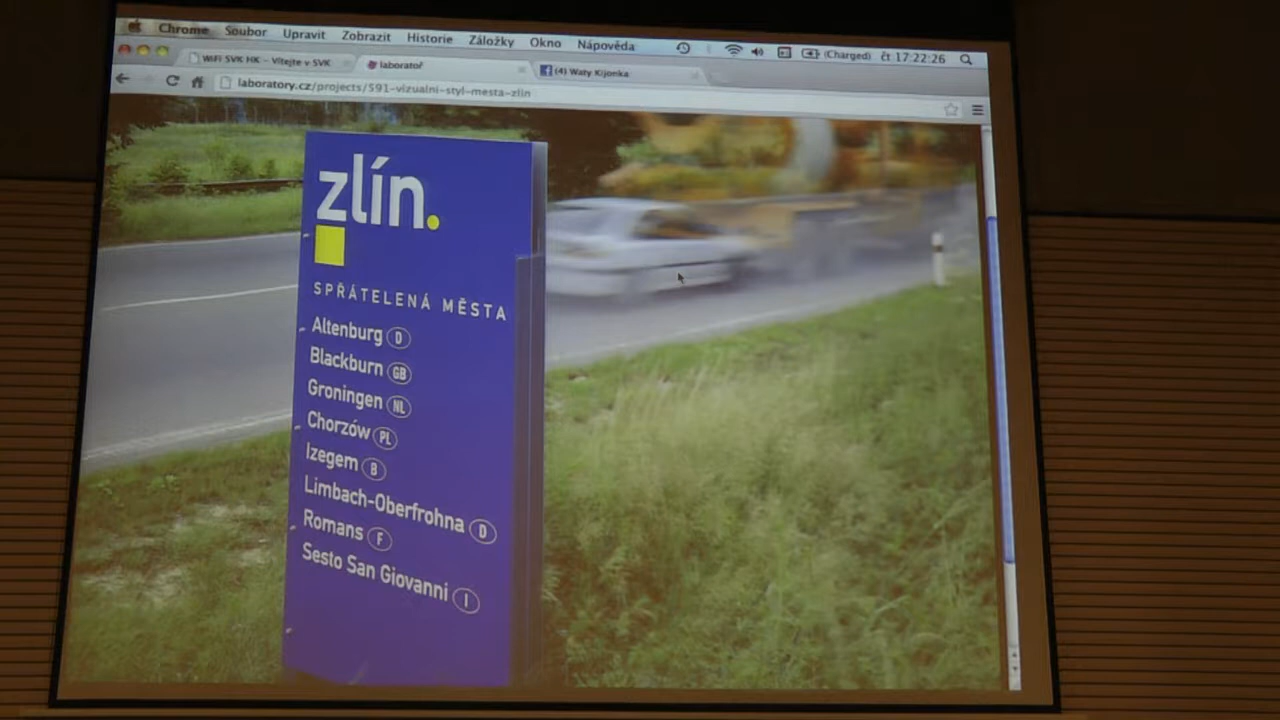 Chrome Soubor Upravit Zobrazit Historie Záložky Okno Nápověda (Charged) čt 17:22:26
WiFi SVK HK – Vítejte v SVK laboratoř (4) Waty Kijonka
laboratory.cz/projects/591-vizualni-styl-mesta-zlin
zlín.
SPŘÁTELENÁ MĚSTA
Altenburg D
Blackburn GB
Groningen NL
Chorzów PL
Izegem B
Limbach-Oberfrohna D
Romans F
Sesto San Giovanni I